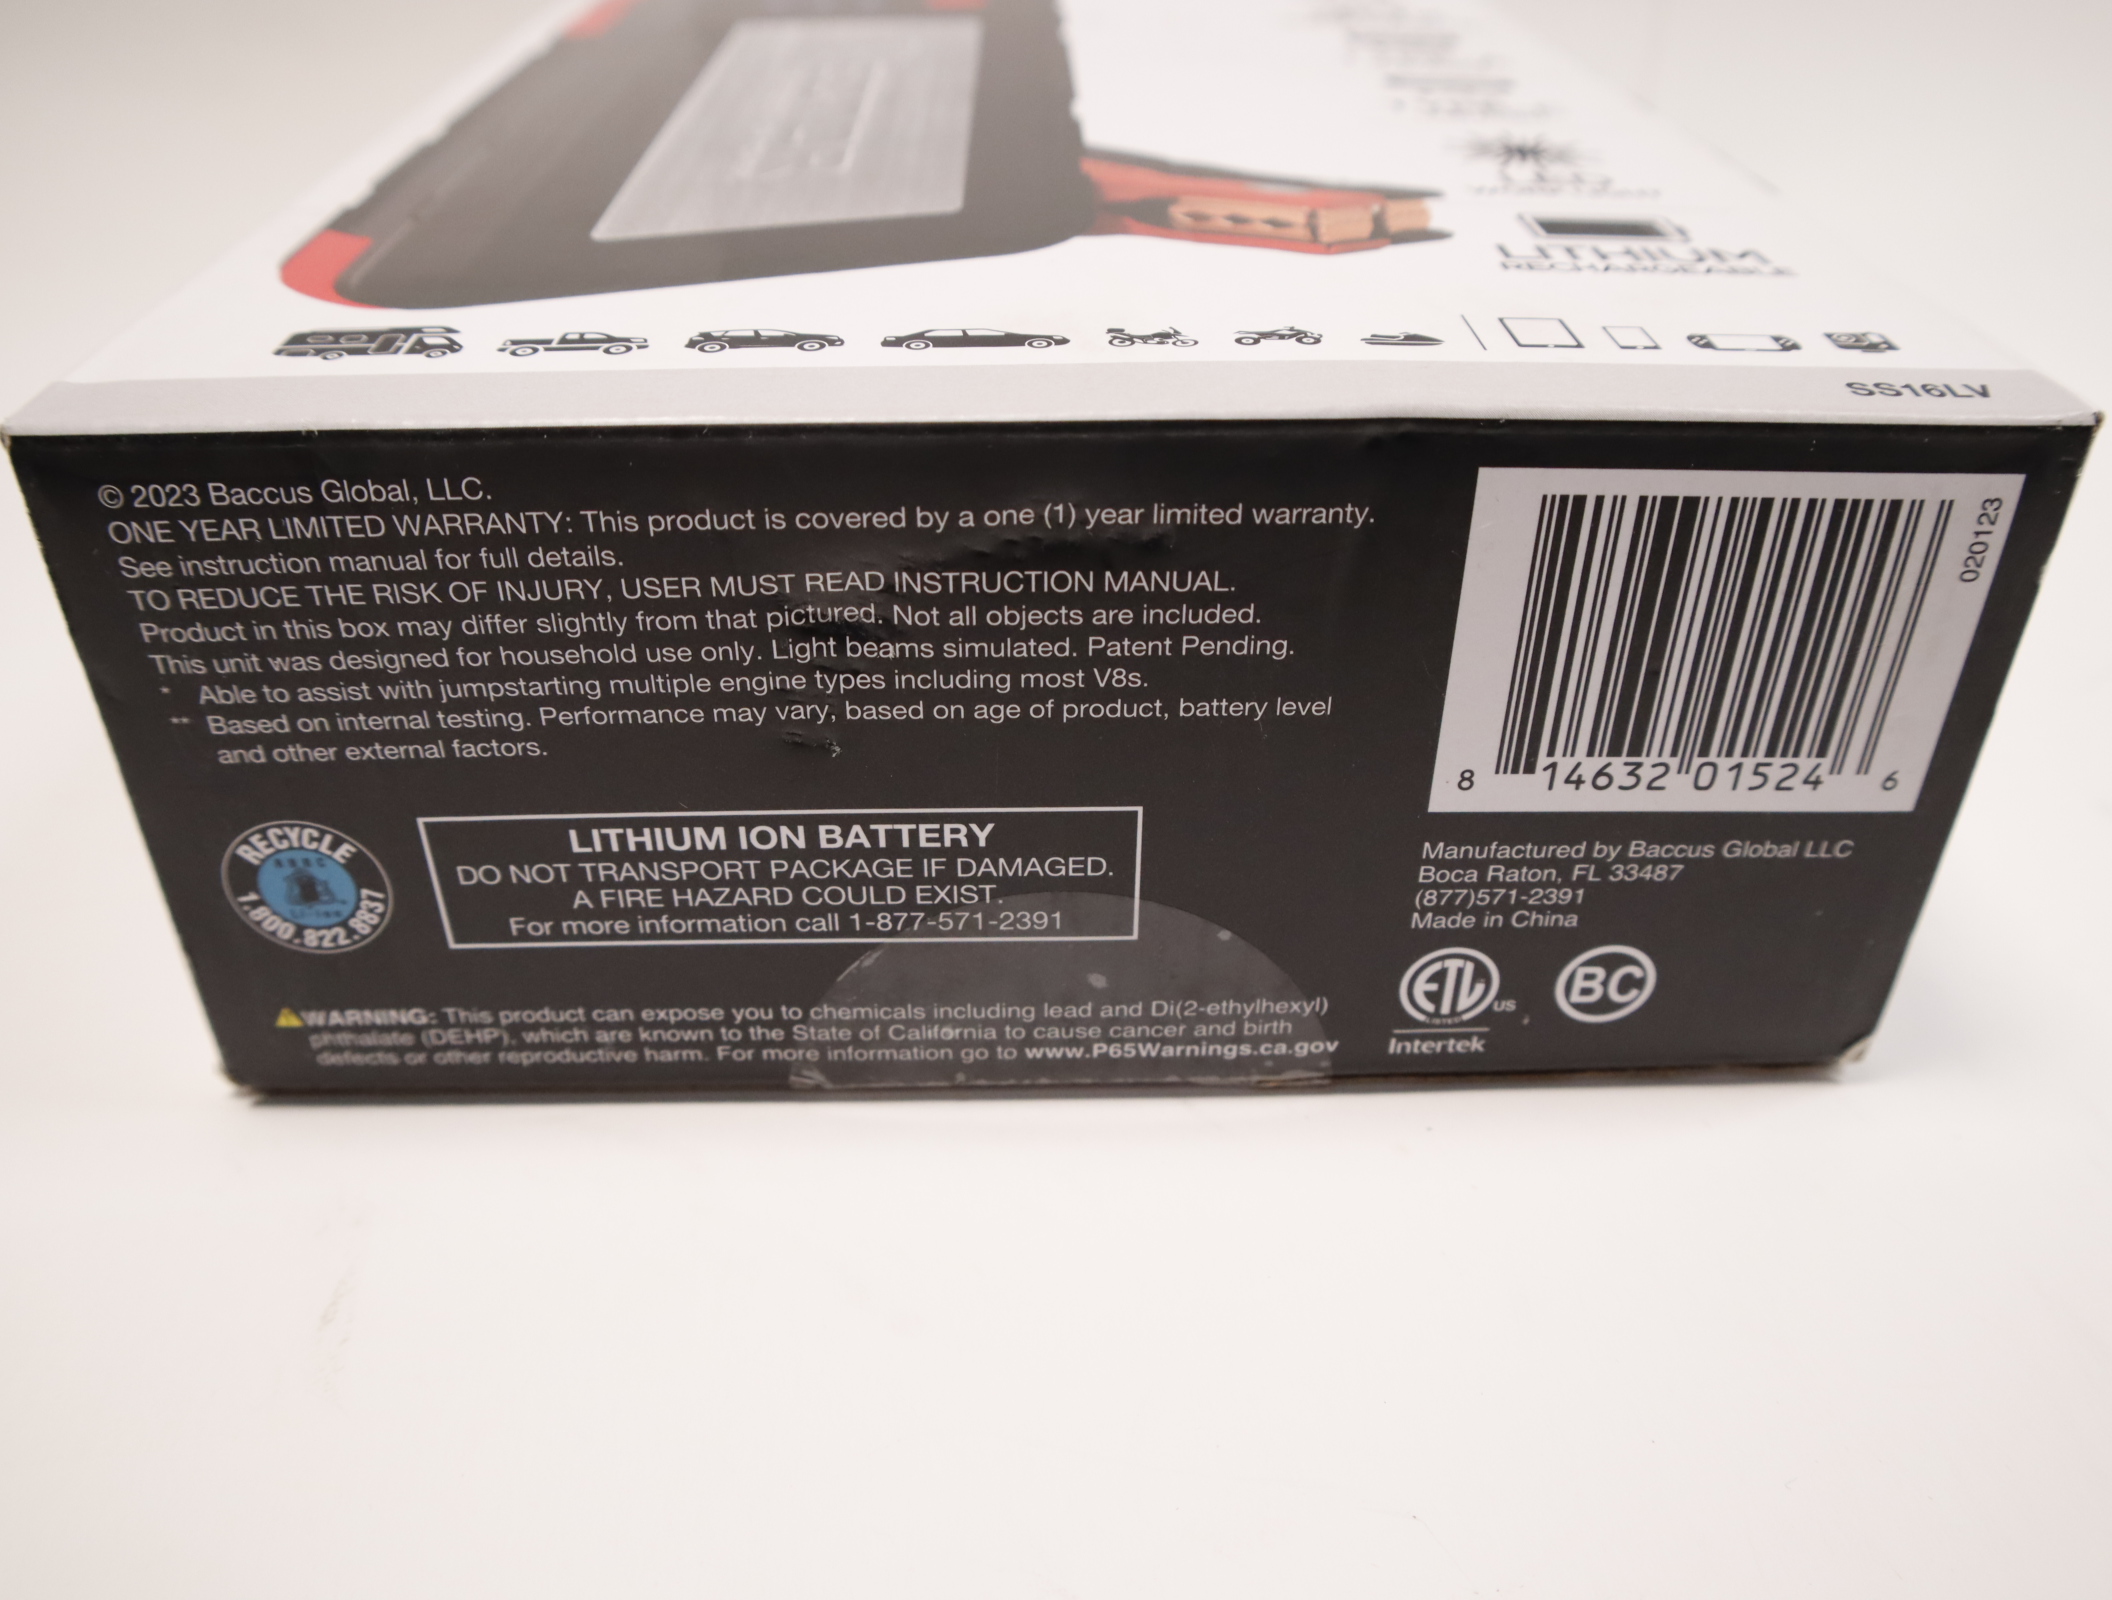 LITHIUM
RECHARGEABLE
SS16LV
© 2023 Baccus Global, LLC.
ONE YEAR LIMITED WARRANTY: This product is covered by a one (1) year limited warranty.
See instruction manual for full details.
TO REDUCE THE RISK OF INJURY, USER MUST READ INSTRUCTION MANUAL.
Product in this box may differ slightly from that pictured. Not all objects are included.
This unit was designed for household use only. Light beams simulated. Patent Pending.
* Able to assist with jumpstarting multiple engine types including most V8s.
** Based on internal testing. Performance may vary, based on age of product, battery level
and other external factors.
020123
8 14632 01524 6
RECYCLE
1.800.822.8837
LITHIUM ION BATTERY
DO NOT TRANSPORT PACKAGE IF DAMAGED.
A FIRE HAZARD COULD EXIST.
For more information call 1-877-571-2391
Manufactured by Baccus Global LLC
Boca Raton, FL 33487
(877)571-2391
Made in China
ETL US
LISTED
Intertek
BC
WARNING: This product can expose you to chemicals including lead and Di(2-ethylhexyl)
phthalate (DEHP), which are known to the State of California to cause cancer and birth
defects or other reproductive harm. For more information go to www.P65Warnings.ca.gov